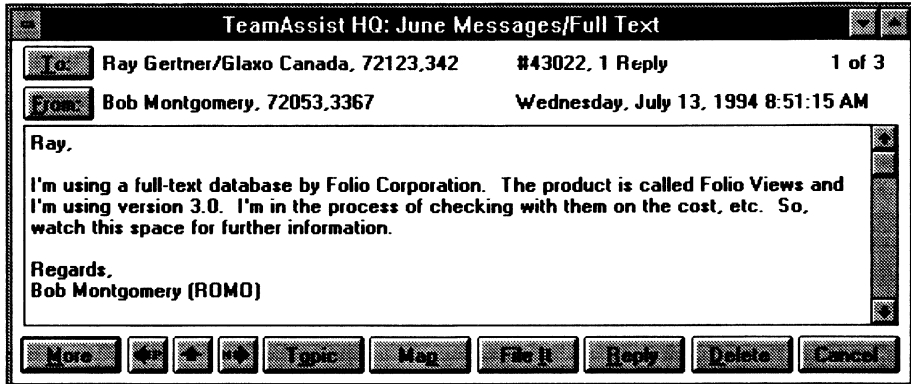 TeamAssist HQ: June Messages/Full Text
To: Ray Gertner/Glaxo Canada, 72123,342 #43022, 1 Reply 1 of 3
From: Bob Montgomery, 72053,3367 Wednesday, July 13, 1994 8:51:15 AM
Ray,
I'm using a full-text database by Folio Corporation. The product is called Folio Views and
I'm using version 3.0. I'm in the process of checking with them on the cost, etc. So,
watch this space for further information.
Regards,
Bob Montgomery (ROMO)
More P N Topic Mag File It Reply Delete Cancel